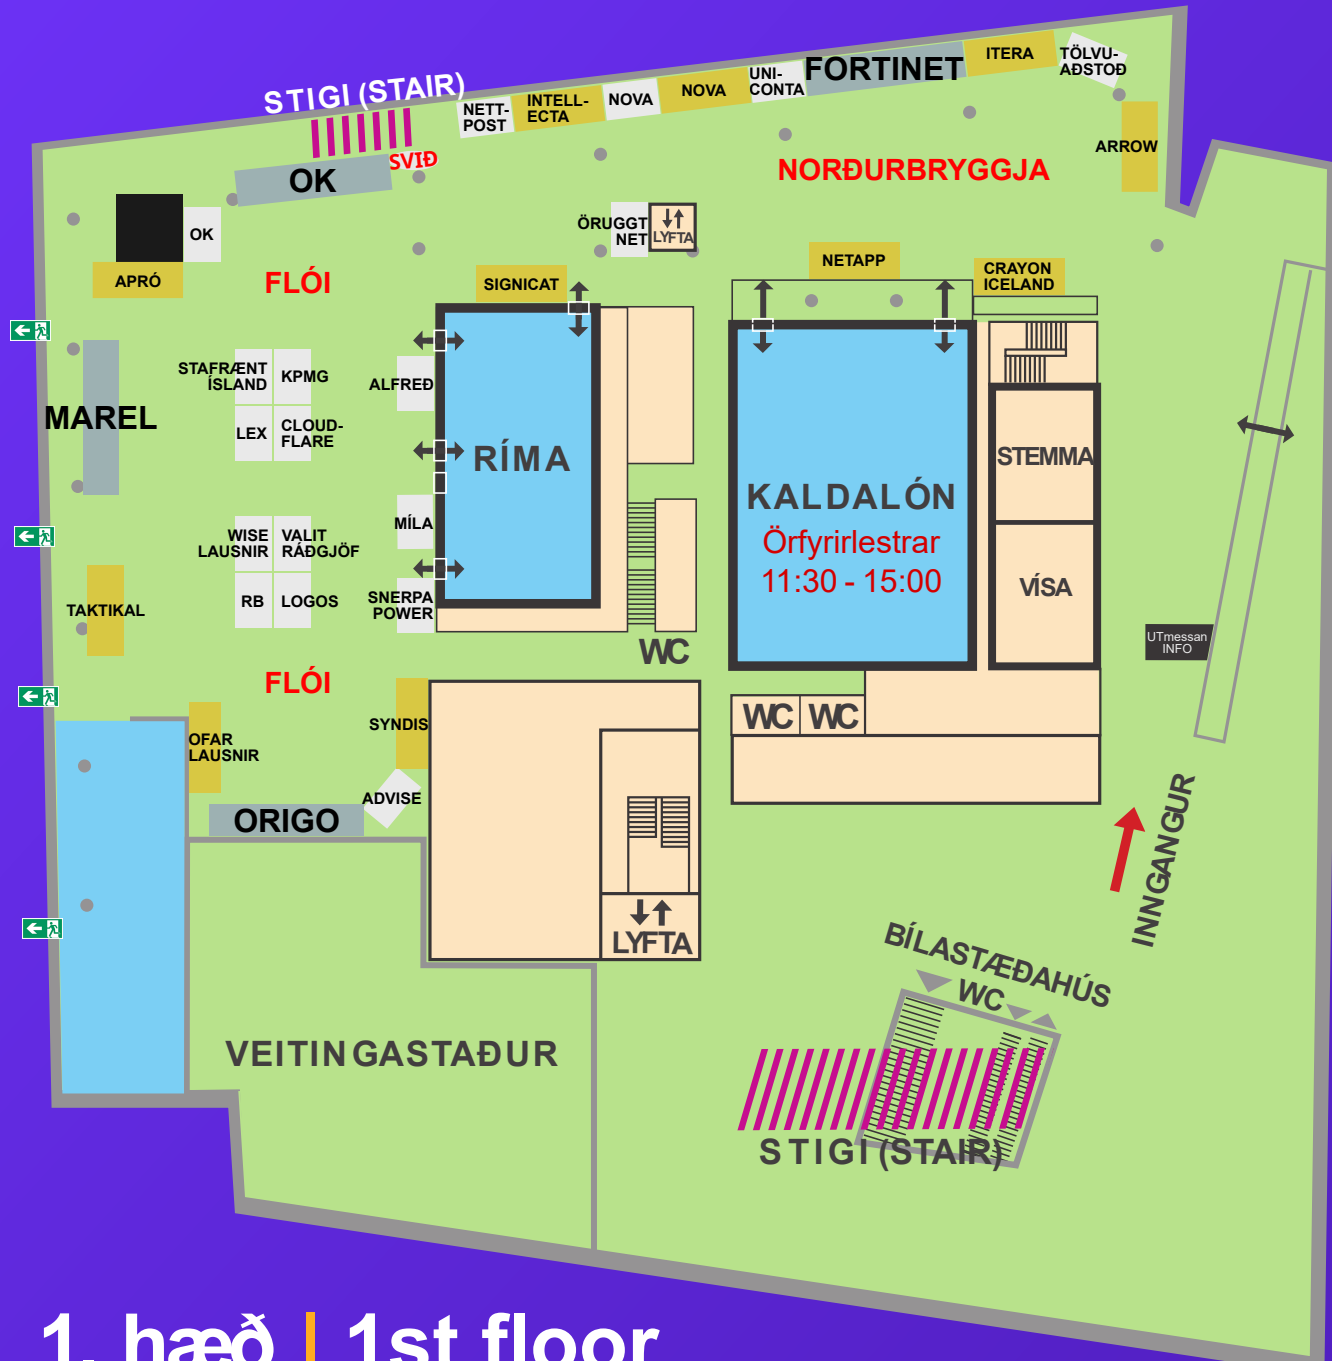 STIGI (STAIR)
NETT-
POST
INTELL-
ECTA
NOVA
NOVA
UNI-
CONTA
FORTINET
ITERA
TÖLVU-
AÐSTOÐ
ARROW
SVIÐ
OK
NORÐURBRYGGJA
OK
ÖRUGGT
NET
LYFTA
APRÓ
FLÓI
SIGNICAT
NETAPP
CRAYON
ICELAND
STAFRÆNT
ÍSLAND
KPMG
ALFREÐ
MAREL
LEX
CLOUD-
FLARE
RÍMA
STEMMA
KALDALÓN
Örfyrirlestrar
11:30 - 15:00
MÍLA
WISE
LAUSNIR
VALIT
RÁÐGJÖF
VÍSA
TAKTIKAL
RB
LOGOS
SNERPA
POWER
WC
UTmessan
INFO
FLÓI
SYNDIS
WC
WC
OFAR
LAUSNIR
ADVISE
ORIGO
INNGANGUR
LYFTA
BÍLASTÆÐAHÚS
WC
VEITINGASTAÐUR
STIGI (STAIR)
1. hæð | 1st floor